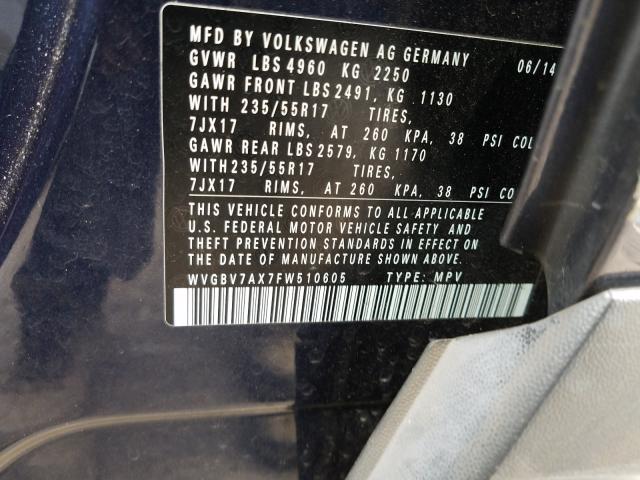 MFD BY VOLKSWAGEN AG GERMANY 06/14
GVWR LBS 4960 KG 2250
GAWR FRONT LBS 2491, KG 1130
WITH 235/55R17 TIRES,
7JX17 RIMS, AT 260 KPA, 38 PSI COL
GAWR REAR LBS 2579, KG 1170
WITH 235/55R17 TIRES,
7JX17 RIMS, AT 260 KPA, 38 PSI CO
THIS VEHICLE CONFORMS TO ALL APPLICABLE
U.S. FEDERAL MOTOR VEHICLE SAFETY AND
THEFT PREVENTION STANDARDS IN EFFECT ON
THE DATE OF MANUFACTURE SHOWN ABOVE.
WVGBV7AX7FW510605 TYPE: MPV